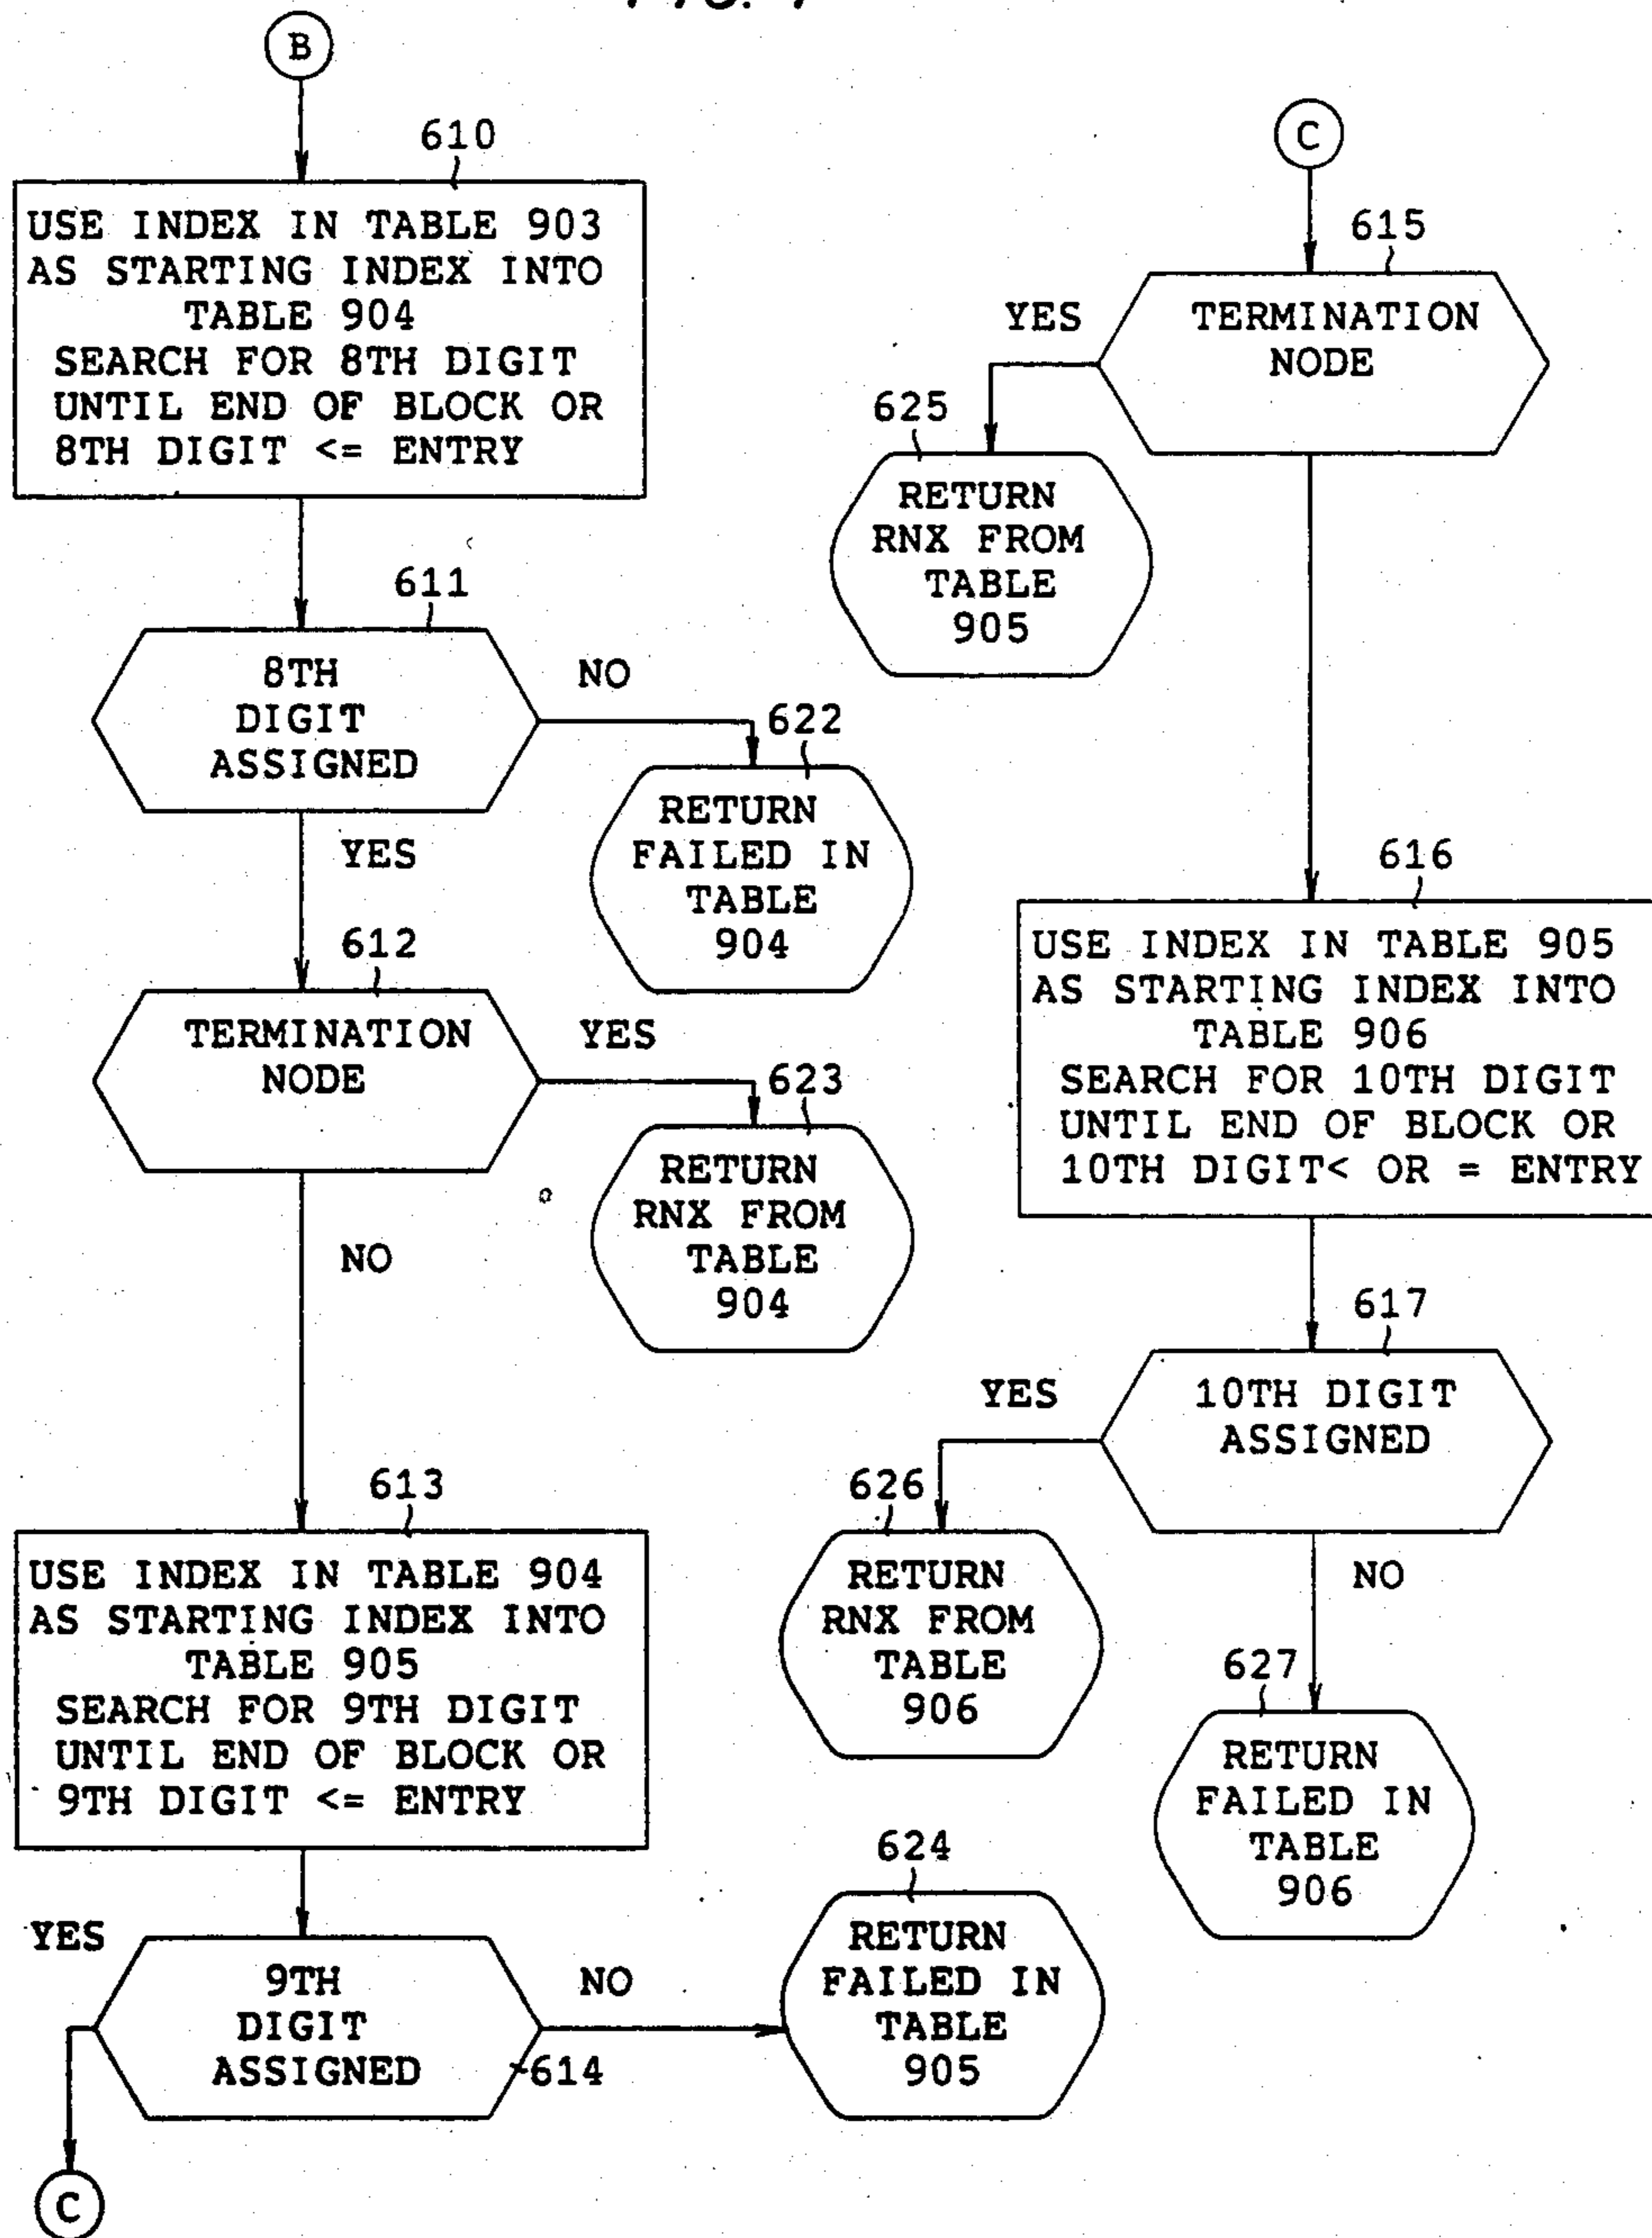 B
610
USE INDEX IN TABLE 903
AS STARTING INDEX INTO
TABLE 904
SEARCH FOR 8TH DIGIT
UNTIL END OF BLOCK OR
8TH DIGIT <= ENTRY
611
8TH
DIGIT
ASSIGNED
NO
622
RETURN
FAILED IN
TABLE
904
YES
612
TERMINATION
NODE
YES
623
RETURN
RNX FROM
TABLE
904
NO
613
USE INDEX IN TABLE 904
AS STARTING INDEX INTO
TABLE 905
SEARCH FOR 9TH DIGIT
UNTIL END OF BLOCK OR
9TH DIGIT <= ENTRY
YES
9TH
DIGIT
ASSIGNED
614
NO
624
RETURN
FAILED IN
TABLE
905
C
C
615
TERMINATION
NODE
YES
625
RETURN
RNX FROM
TABLE
905
616
USE INDEX IN TABLE 905
AS STARTING INDEX INTO
TABLE 906
SEARCH FOR 10TH DIGIT
UNTIL END OF BLOCK OR
10TH DIGIT< OR = ENTRY
617
10TH DIGIT
ASSIGNED
YES
626
RETURN
RNX FROM
TABLE
906
NO
627
RETURN
FAILED IN
TABLE
906